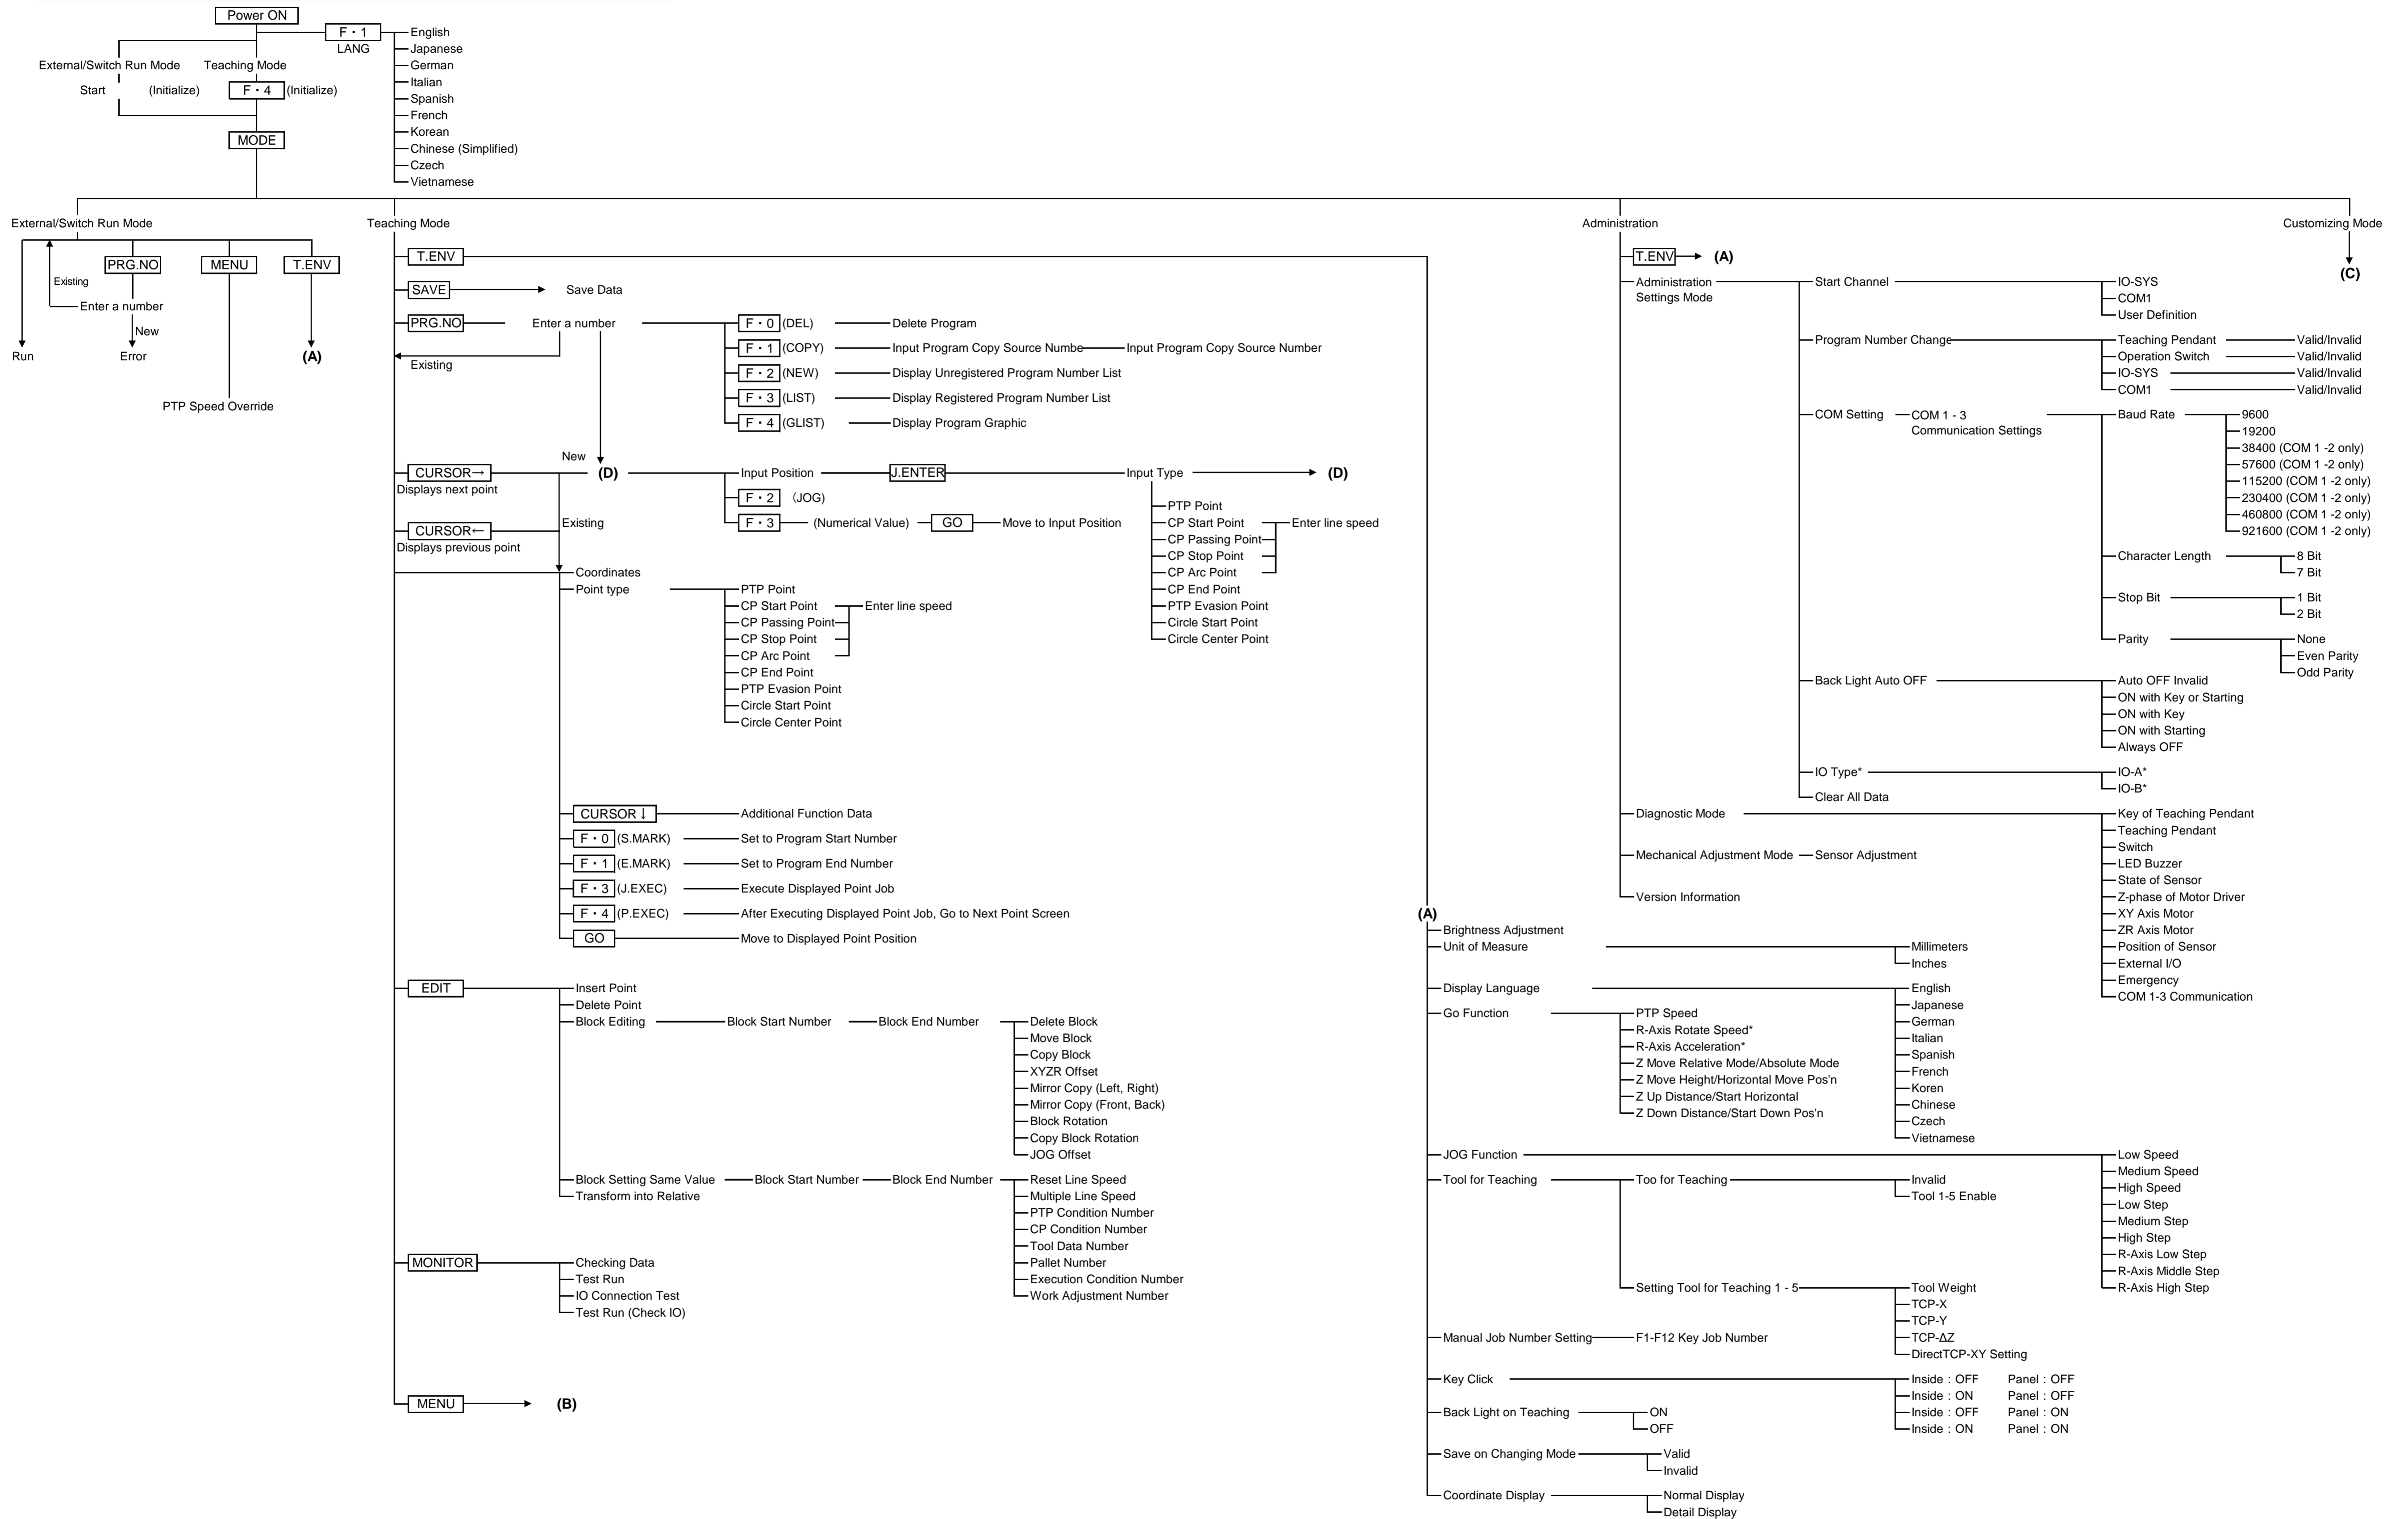 Power ON
F・1
LANG
English
Japanese
German
Italian
Spanish
French
Korean
Chinese (Simplified)
Czech
Vietnamese
External/Switch Run Mode
Teaching Mode
Start
(Initialize)
F・4 (Initialize)
MODE
External/Switch Run Mode
PRG.NO
MENU
T.ENV
Existing
Enter a number
New
Run
Error
(A)
PTP Speed Override
Teaching Mode
T.ENV
SAVE
Save Data
PRG.NO
Enter a number
Existing
F・0 (DEL)
Delete Program
F・1 (COPY)
Input Program Copy Source Numbe
Input Program Copy Source Number
F・2 (NEW)
Display Unregistered Program Number List
F・3 (LIST)
Display Registered Program Number List
F・4 (GLIST)
Display Program Graphic
New
CURSOR→
Displays next point
(D)
Input Position
J.ENTER
Input Type
(D)
F・2 (JOG)
F・3
(Numerical Value)
GO
Move to Input Position
PTP Point
CP Start Point
Enter line speed
CP Passing Point
CP Stop Point
CP Arc Point
CP End Point
PTP Evasion Point
Circle Start Point
Circle Center Point
CURSOR←
Displays previous point
Existing
Coordinates
Point type
PTP Point
CP Start Point
Enter line speed
CP Passing Point
CP Stop Point
CP Arc Point
CP End Point
PTP Evasion Point
Circle Start Point
Circle Center Point
CURSOR↓
Additional Function Data
F・0 (S.MARK)
Set to Program Start Number
F・1 (E.MARK)
Set to Program End Number
F・3 (J.EXEC)
Execute Displayed Point Job
F・4 (P.EXEC)
After Executing Displayed Point Job, Go to Next Point Screen
GO
Move to Displayed Point Position
EDIT
Insert Point
Delete Point
Block Editing
Block Start Number
Block End Number
Delete Block
Move Block
Copy Block
XYZR Offset
Mirror Copy (Left, Right)
Mirror Copy (Front, Back)
Block Rotation
Copy Block Rotation
JOG Offset
Block Setting Same Value
Block Start Number
Block End Number
Reset Line Speed
Transform into Relative
Multiple Line Speed
PTP Condition Number
CP Condition Number
Tool Data Number
Pallet Number
Execution Condition Number
Work Adjustment Number
MONITOR
Checking Data
Test Run
IO Connection Test
Test Run (Check IO)
MENU
(B)
(A)
Brightness Adjustment
Unit of Measure
Millimeters
Inches
Display Language
English
Japanese
German
Italian
Spanish
French
Koren
Chinese
Czech
Vietnamese
Go Function
PTP Speed
R-Axis Rotate Speed*
R-Axis Acceleration*
Z Move Relative Mode/Absolute Mode
Z Move Height/Horizontal Move Pos'n
Z Up Distance/Start Horizontal
Z Down Distance/Start Down Pos'n
JOG Function
Low Speed
Medium Speed
High Speed
Low Step
Medium Step
High Step
R-Axis Low Step
R-Axis Middle Step
R-Axis High Step
Tool for Teaching
Too for Teaching
Invalid
Tool 1-5 Enable
Setting Tool for Teaching 1 - 5
Tool Weight
TCP-X
TCP-Y
TCP-ΔZ
DirectTCP-XY Setting
Manual Job Number Setting
F1-F12 Key Job Number
Key Click
Inside : OFF Panel : OFF
Inside : ON Panel : OFF
Inside : OFF Panel : ON
Inside : ON Panel : ON
Back Light on Teaching
ON
OFF
Save on Changing Mode
Valid
Invalid
Coordinate Display
Normal Display
Detail Display
Administration
T.ENV
(A)
Administration
Settings Mode
Start Channel
IO-SYS
COM1
User Definition
Program Number Change
Teaching Pendant
Valid/Invalid
Operation Switch
Valid/Invalid
IO-SYS
Valid/Invalid
COM1
Valid/Invalid
COM Setting
COM 1 - 3
Communication Settings
Baud Rate
9600
19200
38400 (COM 1 -2 only)
57600 (COM 1 -2 only)
115200 (COM 1 -2 only)
230400 (COM 1 -2 only)
460800 (COM 1 -2 only)
921600 (COM 1 -2 only)
Character Length
8 Bit
7 Bit
Stop Bit
1 Bit
2 Bit
Parity
None
Even Parity
Odd Parity
Back Light Auto OFF
Auto OFF Invalid
ON with Key or Starting
ON with Key
ON with Starting
Always OFF
IO Type*
IO-A*
IO-B*
Clear All Data
Diagnostic Mode
Key of Teaching Pendant
Teaching Pendant
Switch
LED Buzzer
State of Sensor
Z-phase of Motor Driver
XY Axis Motor
ZR Axis Motor
Position of Sensor
External I/O
Emergency
COM 1-3 Communication
Mechanical Adjustment Mode
Sensor Adjustment
Version Information
Customizing Mode
(C)